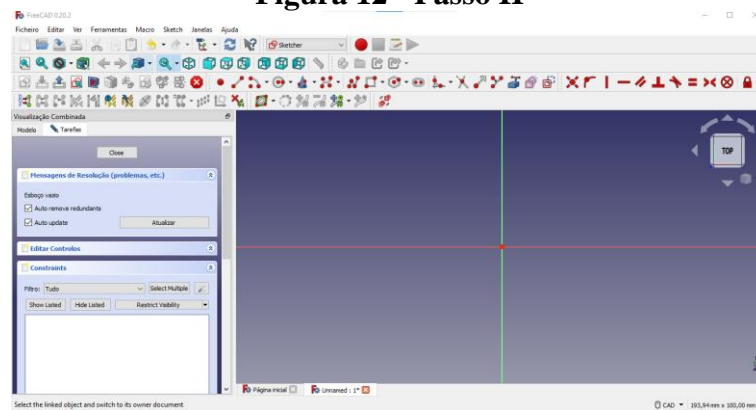 Figura 12 - Passo II
FreeCAD 0.20.2
Ficheiro Editar Ver Ferramentas Macro Sketch Janelas Ajuda
Sketcher
Visualização Combinada
Modelo Tarefas
Close
Mensagens de Resolução (problemas, etc.)
Esboço vazio
Auto remove redundants
Auto update Atualizar
Editar Controlos
Constraints
Filtro: Tudo Select Multiple
Show Listed Hide Listed Restrict Visibility
TOP
Página inicial Unnamed : 1*
Select the linked object and switch to its owner document
CAD 193,94 mm x 100,00 mm